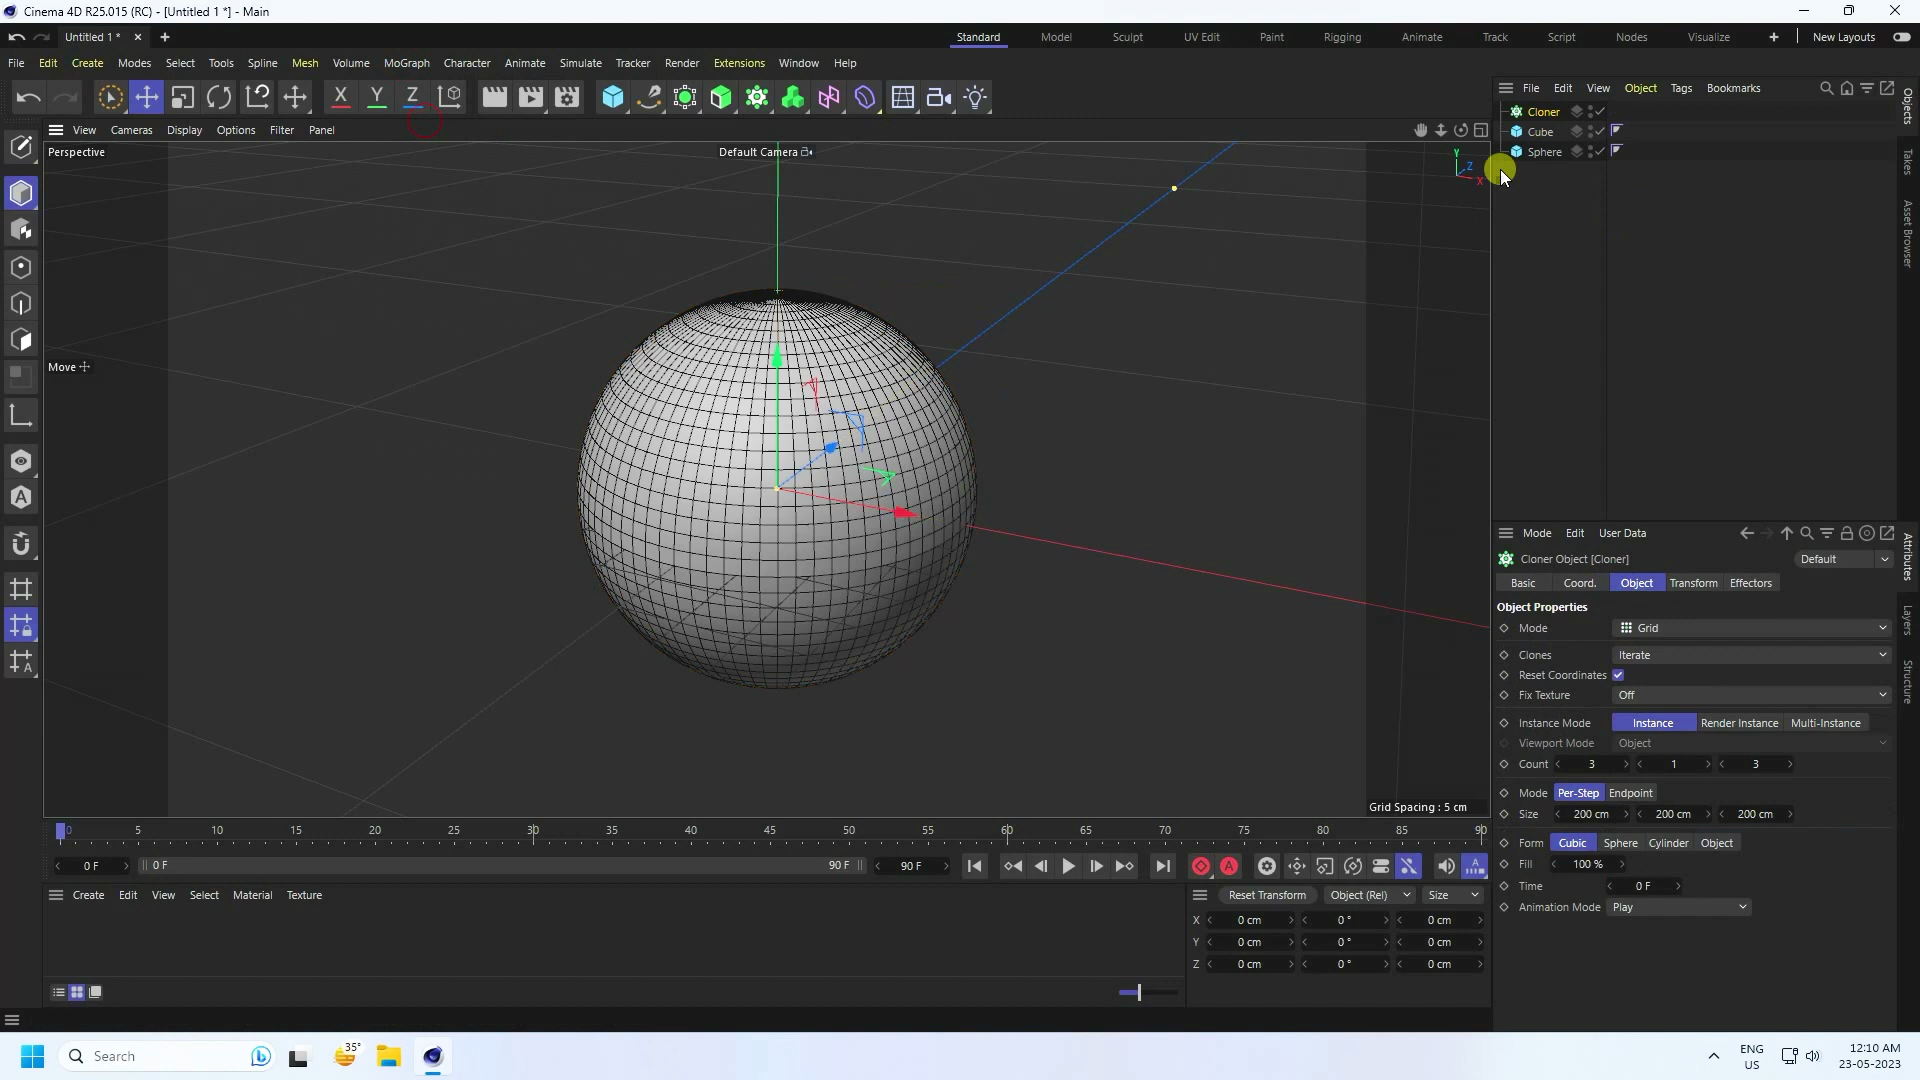 Cinema 4D R25.015 (RC) - [Untitled 1 *] - Main
Untitled 1 * × +
Standard Model Sculpt UV Edit Paint Rigging Animate Track Script Nodes Visualize + New Layouts
File Edit Create Modes Select Tools Spline Mesh Volume MoGraph Character Animate Simulate Tracker Render Extensions Window Help
X Y Z
File Edit View Object Tags Bookmarks
View Cameras Display Options Filter Panel
Cloner
Cube
Sphere
Perspective
Default Camera
Y
Z
X
Move
Grid Spacing : 5 cm
Objects
Takes
Asset Browser
Mode Edit User Data
Cloner Object [Cloner]
Default
Basic Coord. Object Transform Effectors
Object Properties
Mode Grid
Clones Iterate
Reset Coordinates
Fix Texture Off
Instance Mode Instance Render Instance Multi-Instance
Viewport Mode Object
Count 3 1 3
Mode Per-Step Endpoint
Size 200 cm 200 cm 200 cm
Form Cubic Sphere Cylinder Object
Fill 100 %
Time 0 F
Animation Mode Play
Attributes
Layers
Structure
0 5 10 15 20 25 30 35 40 45 50 55 60 65 70 75 80 85 90
0 F 0 F 90 F 90 F
Create Edit View Select Material Texture
Reset Transform Object (Rel) Size
X 0 cm 0 ° 0 cm
Y 0 cm 0 ° 0 cm
Z 0 cm 0 ° 0 cm
Search
35°
ENG
US
12:10 AM
23-05-2023